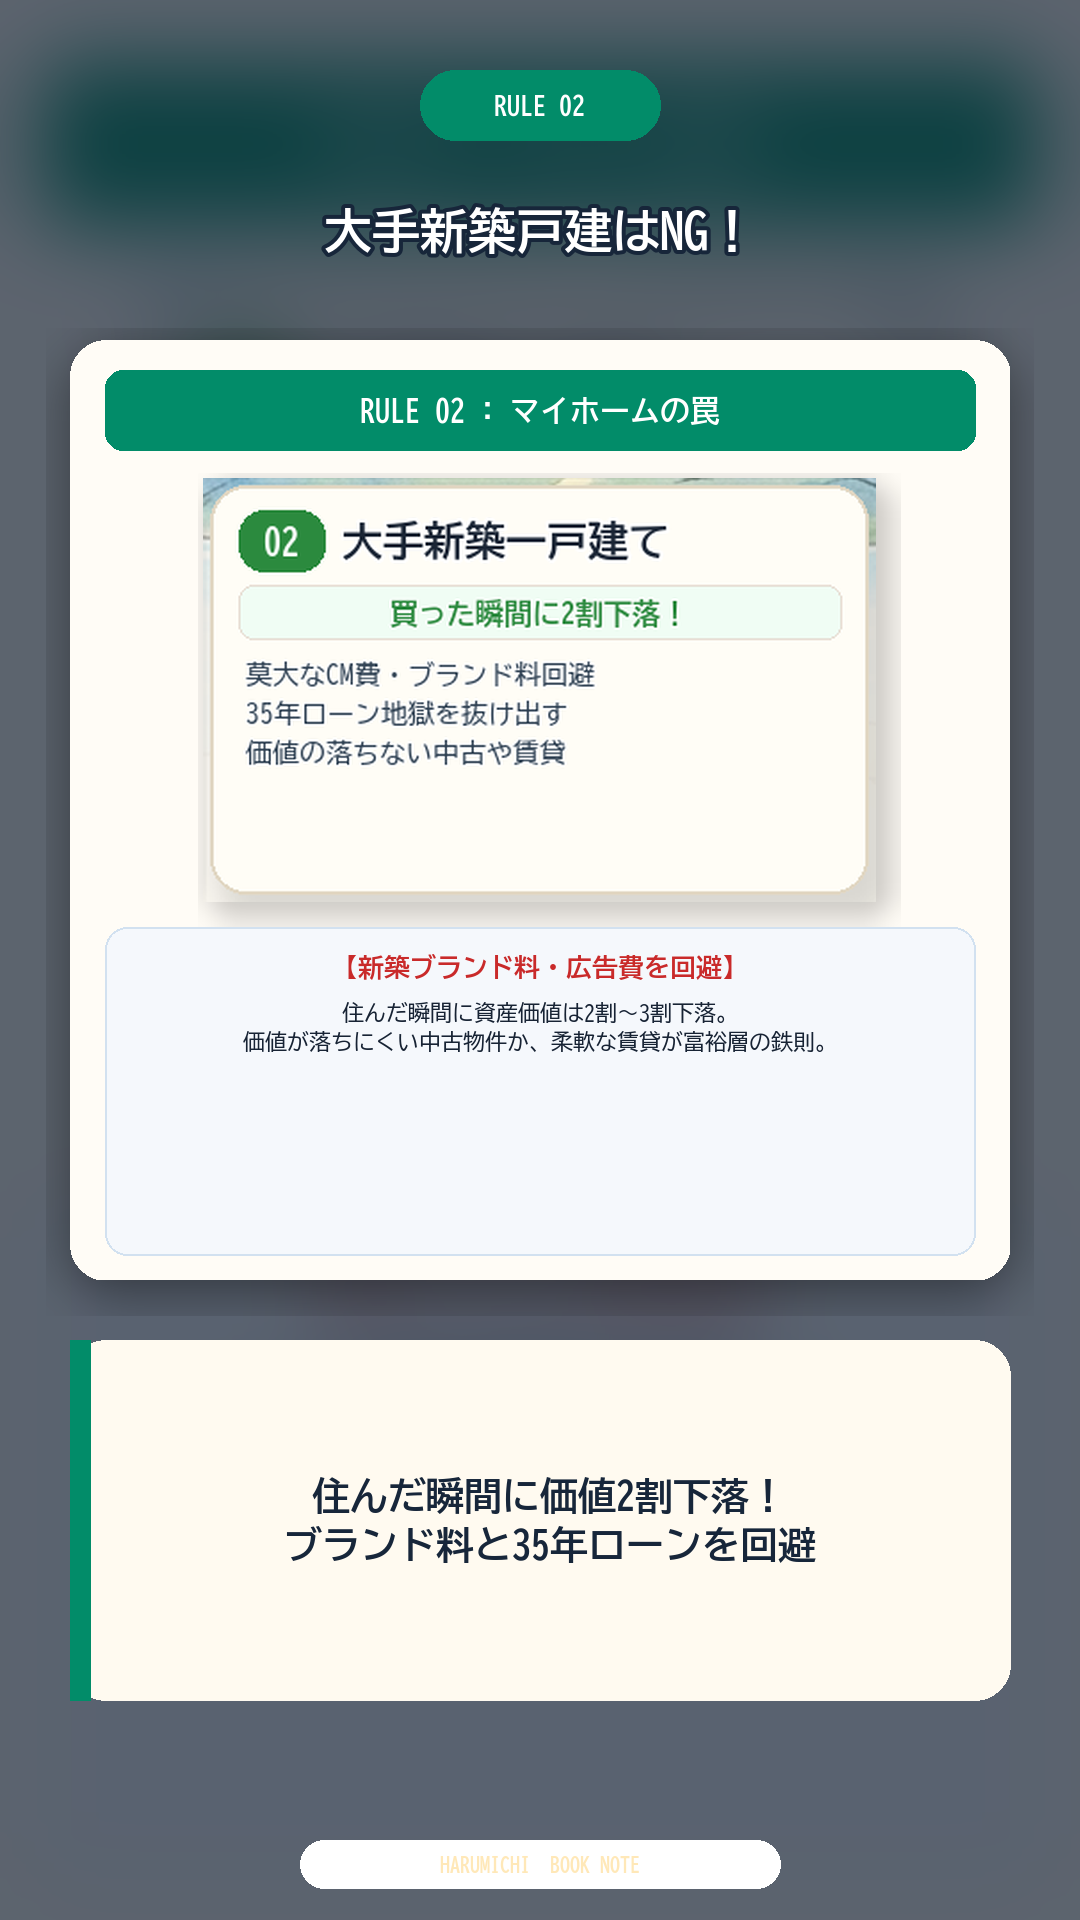 RULE 02
大手新築戸建はNG！
RULE 02 : マイホームの罠
02 大手新築一戸建て
買った瞬間に2割下落！
莫大なCM費・ブランド料回避
35年ローン地獄を抜け出す
価値の落ちない中古や賃貸
【新築ブランド料・広告費を回避】
住んだ瞬間に資産価値は2割～3割下落。
価値が落ちにくい中古物件か、柔軟な賃貸が富裕層の鉄則。
住んだ瞬間に価値2割下落！
ブランド料と35年ローンを回避
HARUMICHI BOOK NOTE